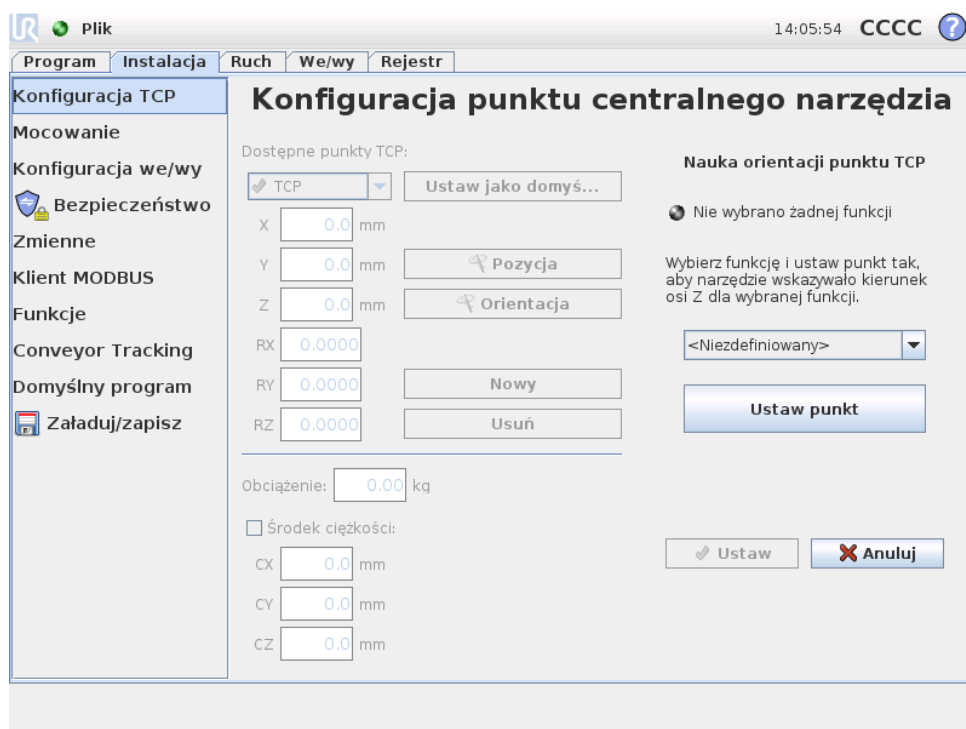 UR Plik 14:05:54 CCCC ?
Program Instalacja Ruch We/wy Rejestr
Konfiguracja TCP
Mocowanie
Konfiguracja we/wy
Bezpieczeństwo
Zmienne
Klient MODBUS
Funkcje
Conveyor Tracking
Domyślny program
Załaduj/zapisz
Konfiguracja punktu centralnego narzędzia
Dostępne punkty TCP:
TCP Ustaw jako domyś...
X 0.0 mm
Y 0.0 mm Pozycja
Z 0.0 mm Orientacja
RX 0.0000
RY 0.0000 Nowy
RZ 0.0000 Usuń
Obciążenie: 0.00 kg
Środek ciężkości:
CX 0.0 mm
CY 0.0 mm
CZ 0.0 mm
Nauka orientacji punktu TCP
Nie wybrano żadnej funkcji
Wybierz funkcję i ustaw punkt tak,
aby narzędzie wskazywało kierunek
osi Z dla wybranej funkcji.
<Niezdefiniowany>
Ustaw punkt
Ustaw Anuluj